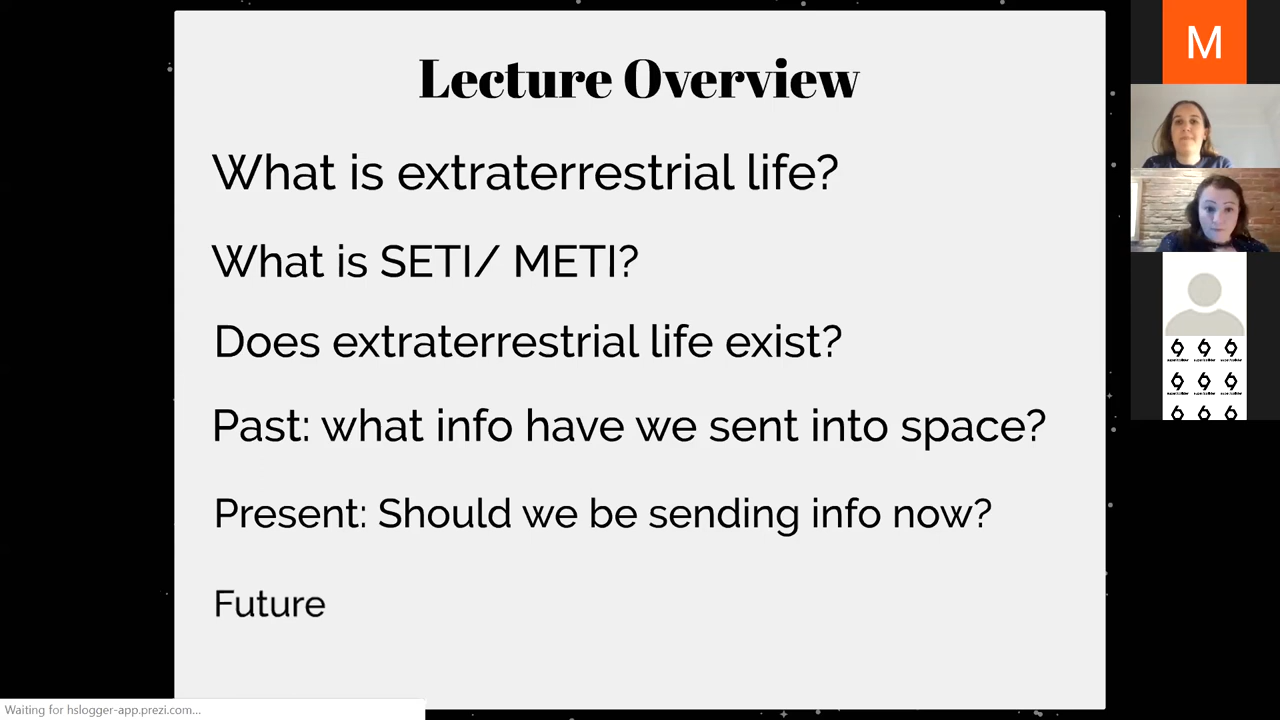 Lecture Overview
What is extraterrestrial life?
What is SETI/ METI?
Does extraterrestrial life exist?
Past: what info have we sent into space?
Present: Should we be sending info now?
Future
M
Waiting for hslogger-app.prezi.com...